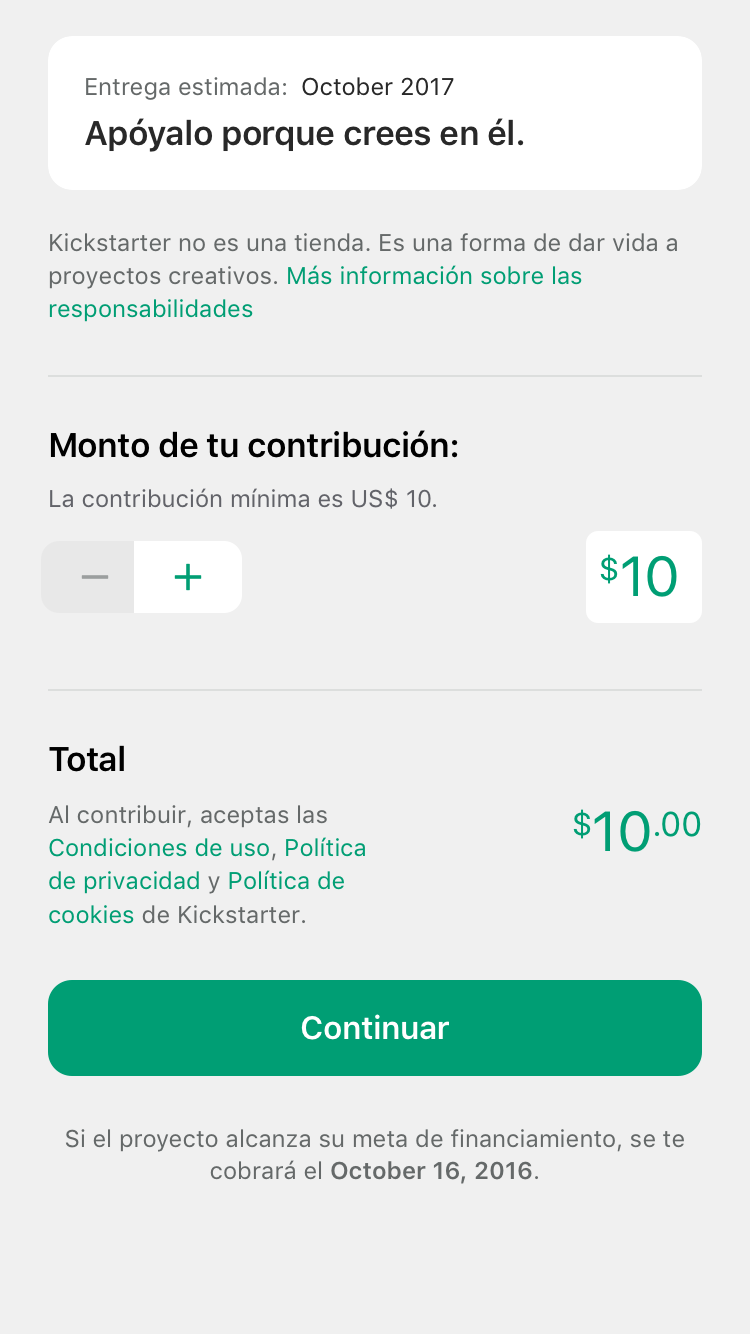 Entrega estimada: October 2017
Apóyalo porque crees en él.
Kickstarter no es una tienda. Es una forma de dar vida a
proyectos creativos. Más información sobre las
responsabilidades
Monto de tu contribución:
La contribución mínima es US$ 10.
− +
$10
Total
Al contribuir, aceptas las
Condiciones de uso, Política
de privacidad y Política de
cookies de Kickstarter.
$10.00
Continuar
Si el proyecto alcanza su meta de financiamiento, se te
cobrará el October 16, 2016.